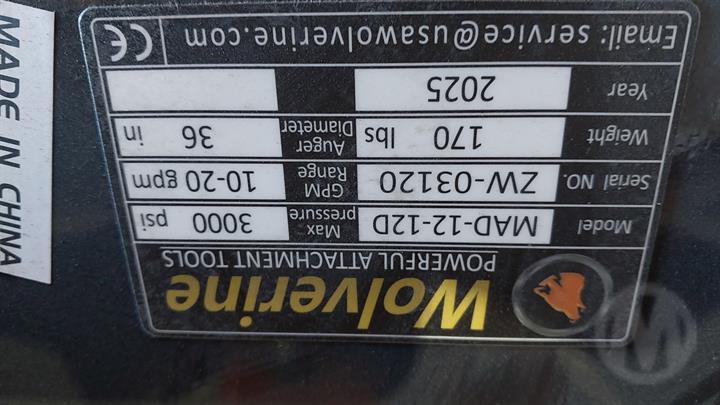 Wolverine
POWERFUL ATTACHMENT TOOLS
Model MAD-12-12D Max pressure 3000 psi
Serial NO. ZW-03120 GPM Range 10-20 gpm
Weight 170 lbs Auger Diameter 36 in
Year 2025
Email: service@usawolverine.com CE
MADE IN CHINA
M